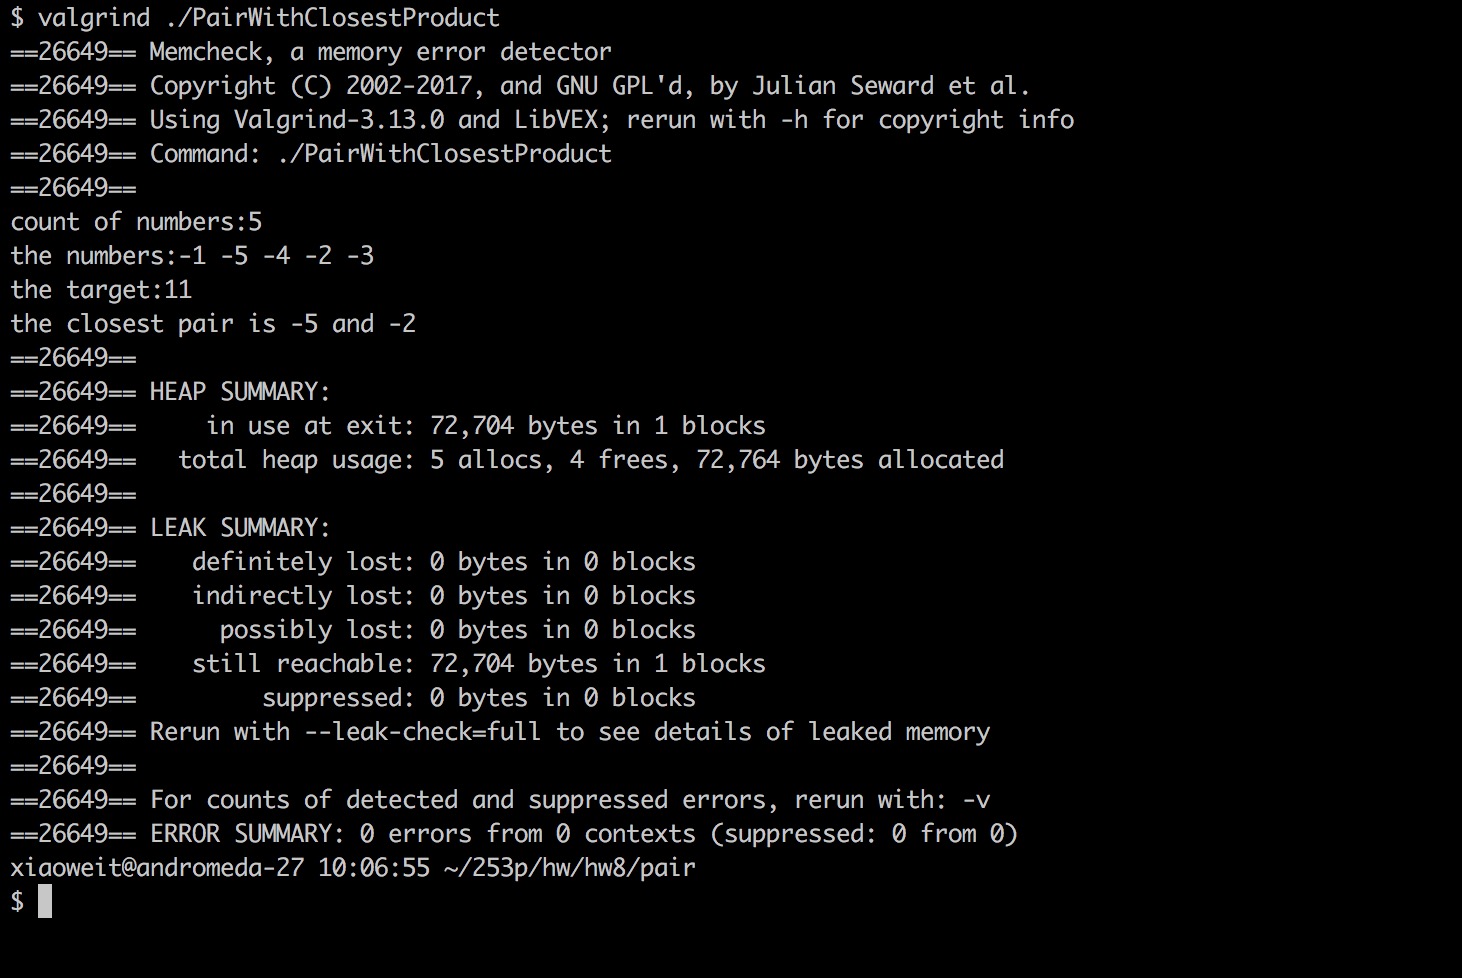 $ valgrind ./PairWithClosestProduct
==26649== Memcheck, a memory error detector
==26649== Copyright (C) 2002-2017, and GNU GPL'd, by Julian Seward et al.
==26649== Using Valgrind-3.13.0 and LibVEX; rerun with -h for copyright info
==26649== Command: ./PairWithClosestProduct
==26649==
count of numbers:5
the numbers:-1 -5 -4 -2 -3
the target:11
the closest pair is -5 and -2
==26649==
==26649== HEAP SUMMARY:
==26649==     in use at exit: 72,704 bytes in 1 blocks
==26649==   total heap usage: 5 allocs, 4 frees, 72,764 bytes allocated
==26649==
==26649== LEAK SUMMARY:
==26649==    definitely lost: 0 bytes in 0 blocks
==26649==    indirectly lost: 0 bytes in 0 blocks
==26649==      possibly lost: 0 bytes in 0 blocks
==26649==    still reachable: 72,704 bytes in 1 blocks
==26649==         suppressed: 0 bytes in 0 blocks
==26649== Rerun with --leak-check=full to see details of leaked memory
==26649==
==26649== For counts of detected and suppressed errors, rerun with: -v
==26649== ERROR SUMMARY: 0 errors from 0 contexts (suppressed: 0 from 0)
xiaoweit@andromeda-27 10:06:55 ~/253p/hw/hw8/pair
$